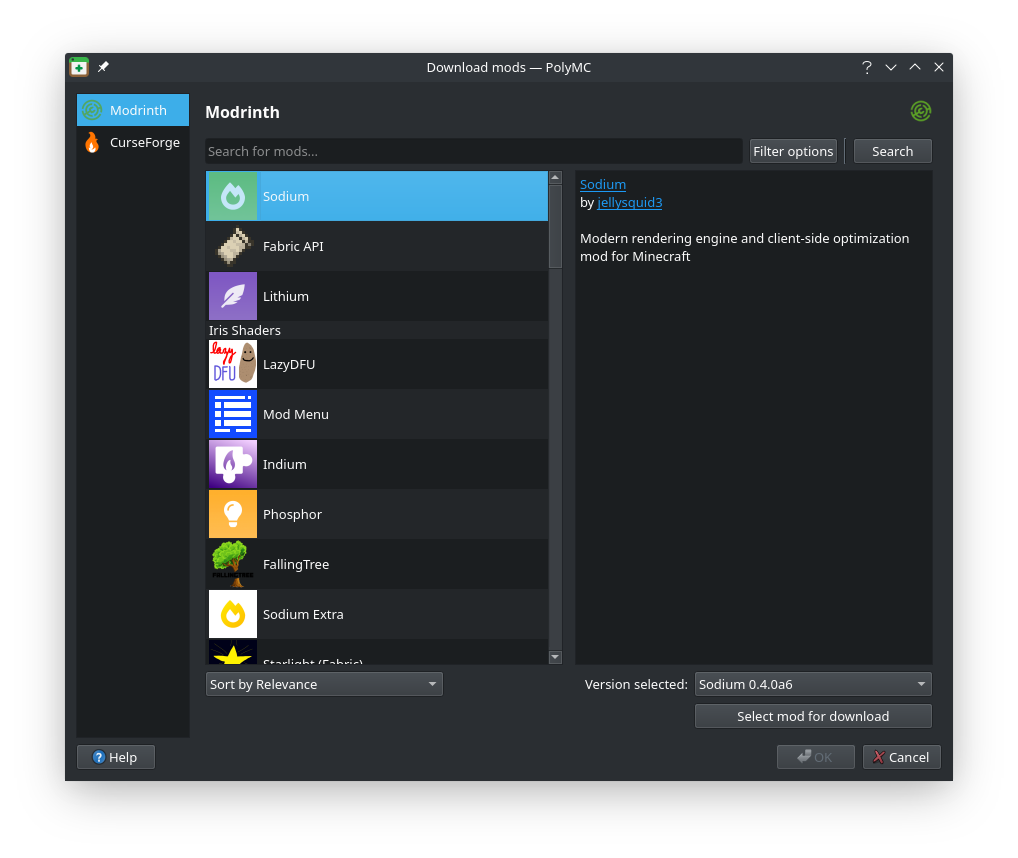 Download mods — PolyMC
Modrinth
CurseForge
Modrinth
Search for mods...
Filter options
Search
Sodium
Fabric API
Lithium
Iris Shaders
lazy
DFU
LazyDFU
Mod Menu
Indium
Phosphor
FALLINGTREE
FallingTree
Sodium Extra
Starlight (Fabric)
Sodium
by jellysquid3
Modern rendering engine and client-side optimization
mod for Minecraft
Sort by Relevance
Version selected:
Sodium 0.4.0a6
Select mod for download
Help
OK
Cancel